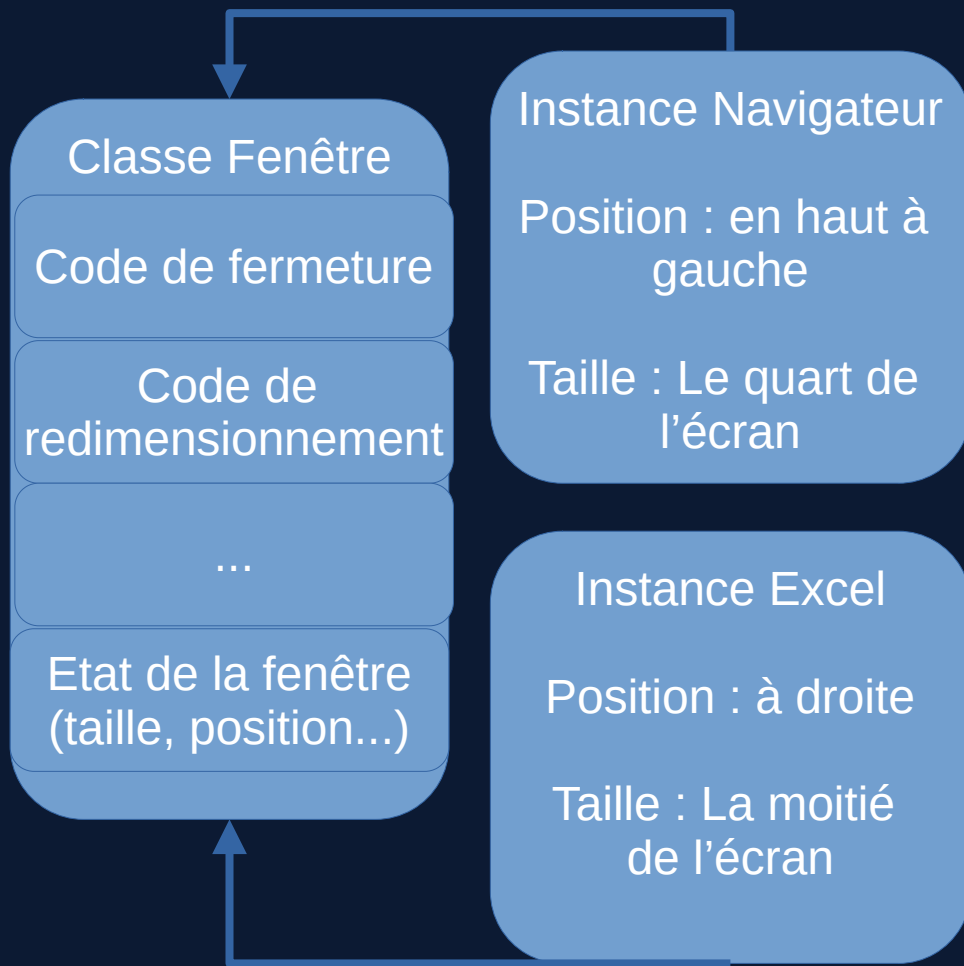 Classe Fenêtre
Code de fermeture
Code de
redimensionnement
...
Etat de la fenêtre
(taille, position...)
Instance Navigateur
Position : en haut à
gauche
Taille : Le quart de
l’écran
Instance Excel
Position : à droite
Taille : La moitié
de l’écran